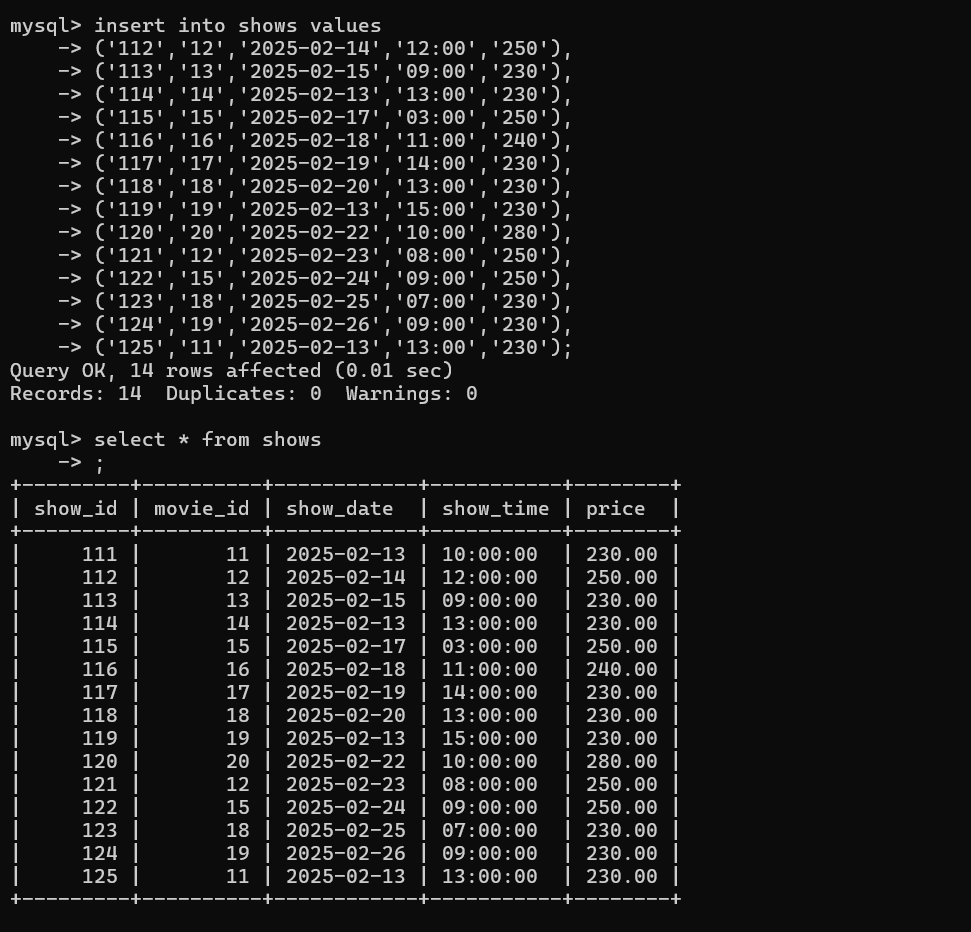 mysql> insert into shows values
    -> ('112','12','2025-02-14','12:00','250'),
    -> ('113','13','2025-02-15','09:00','230'),
    -> ('114','14','2025-02-13','13:00','230'),
    -> ('115','15','2025-02-17','03:00','250'),
    -> ('116','16','2025-02-18','11:00','240'),
    -> ('117','17','2025-02-19','14:00','230'),
    -> ('118','18','2025-02-20','13:00','230'),
    -> ('119','19','2025-02-13','15:00','230'),
    -> ('120','20','2025-02-22','10:00','280'),
    -> ('121','12','2025-02-23','08:00','250'),
    -> ('122','15','2025-02-24','09:00','250'),
    -> ('123','18','2025-02-25','07:00','230'),
    -> ('124','19','2025-02-26','09:00','230'),
    -> ('125','11','2025-02-13','13:00','230');
Query OK, 14 rows affected (0.01 sec)
Records: 14  Duplicates: 0  Warnings: 0

mysql> select * from shows
    -> ;
+---------+----------+------------+-----------+--------+
| show_id | movie_id | show_date  | show_time | price  |
+---------+----------+------------+-----------+--------+
|     111 |       11 | 2025-02-13 | 10:00:00  | 230.00 |
|     112 |       12 | 2025-02-14 | 12:00:00  | 250.00 |
|     113 |       13 | 2025-02-15 | 09:00:00  | 230.00 |
|     114 |       14 | 2025-02-13 | 13:00:00  | 230.00 |
|     115 |       15 | 2025-02-17 | 03:00:00  | 250.00 |
|     116 |       16 | 2025-02-18 | 11:00:00  | 240.00 |
|     117 |       17 | 2025-02-19 | 14:00:00  | 230.00 |
|     118 |       18 | 2025-02-20 | 13:00:00  | 230.00 |
|     119 |       19 | 2025-02-13 | 15:00:00  | 230.00 |
|     120 |       20 | 2025-02-22 | 10:00:00  | 280.00 |
|     121 |       12 | 2025-02-23 | 08:00:00  | 250.00 |
|     122 |       15 | 2025-02-24 | 09:00:00  | 250.00 |
|     123 |       18 | 2025-02-25 | 07:00:00  | 230.00 |
|     124 |       19 | 2025-02-26 | 09:00:00  | 230.00 |
|     125 |       11 | 2025-02-13 | 13:00:00  | 230.00 |
+---------+----------+------------+-----------+--------+